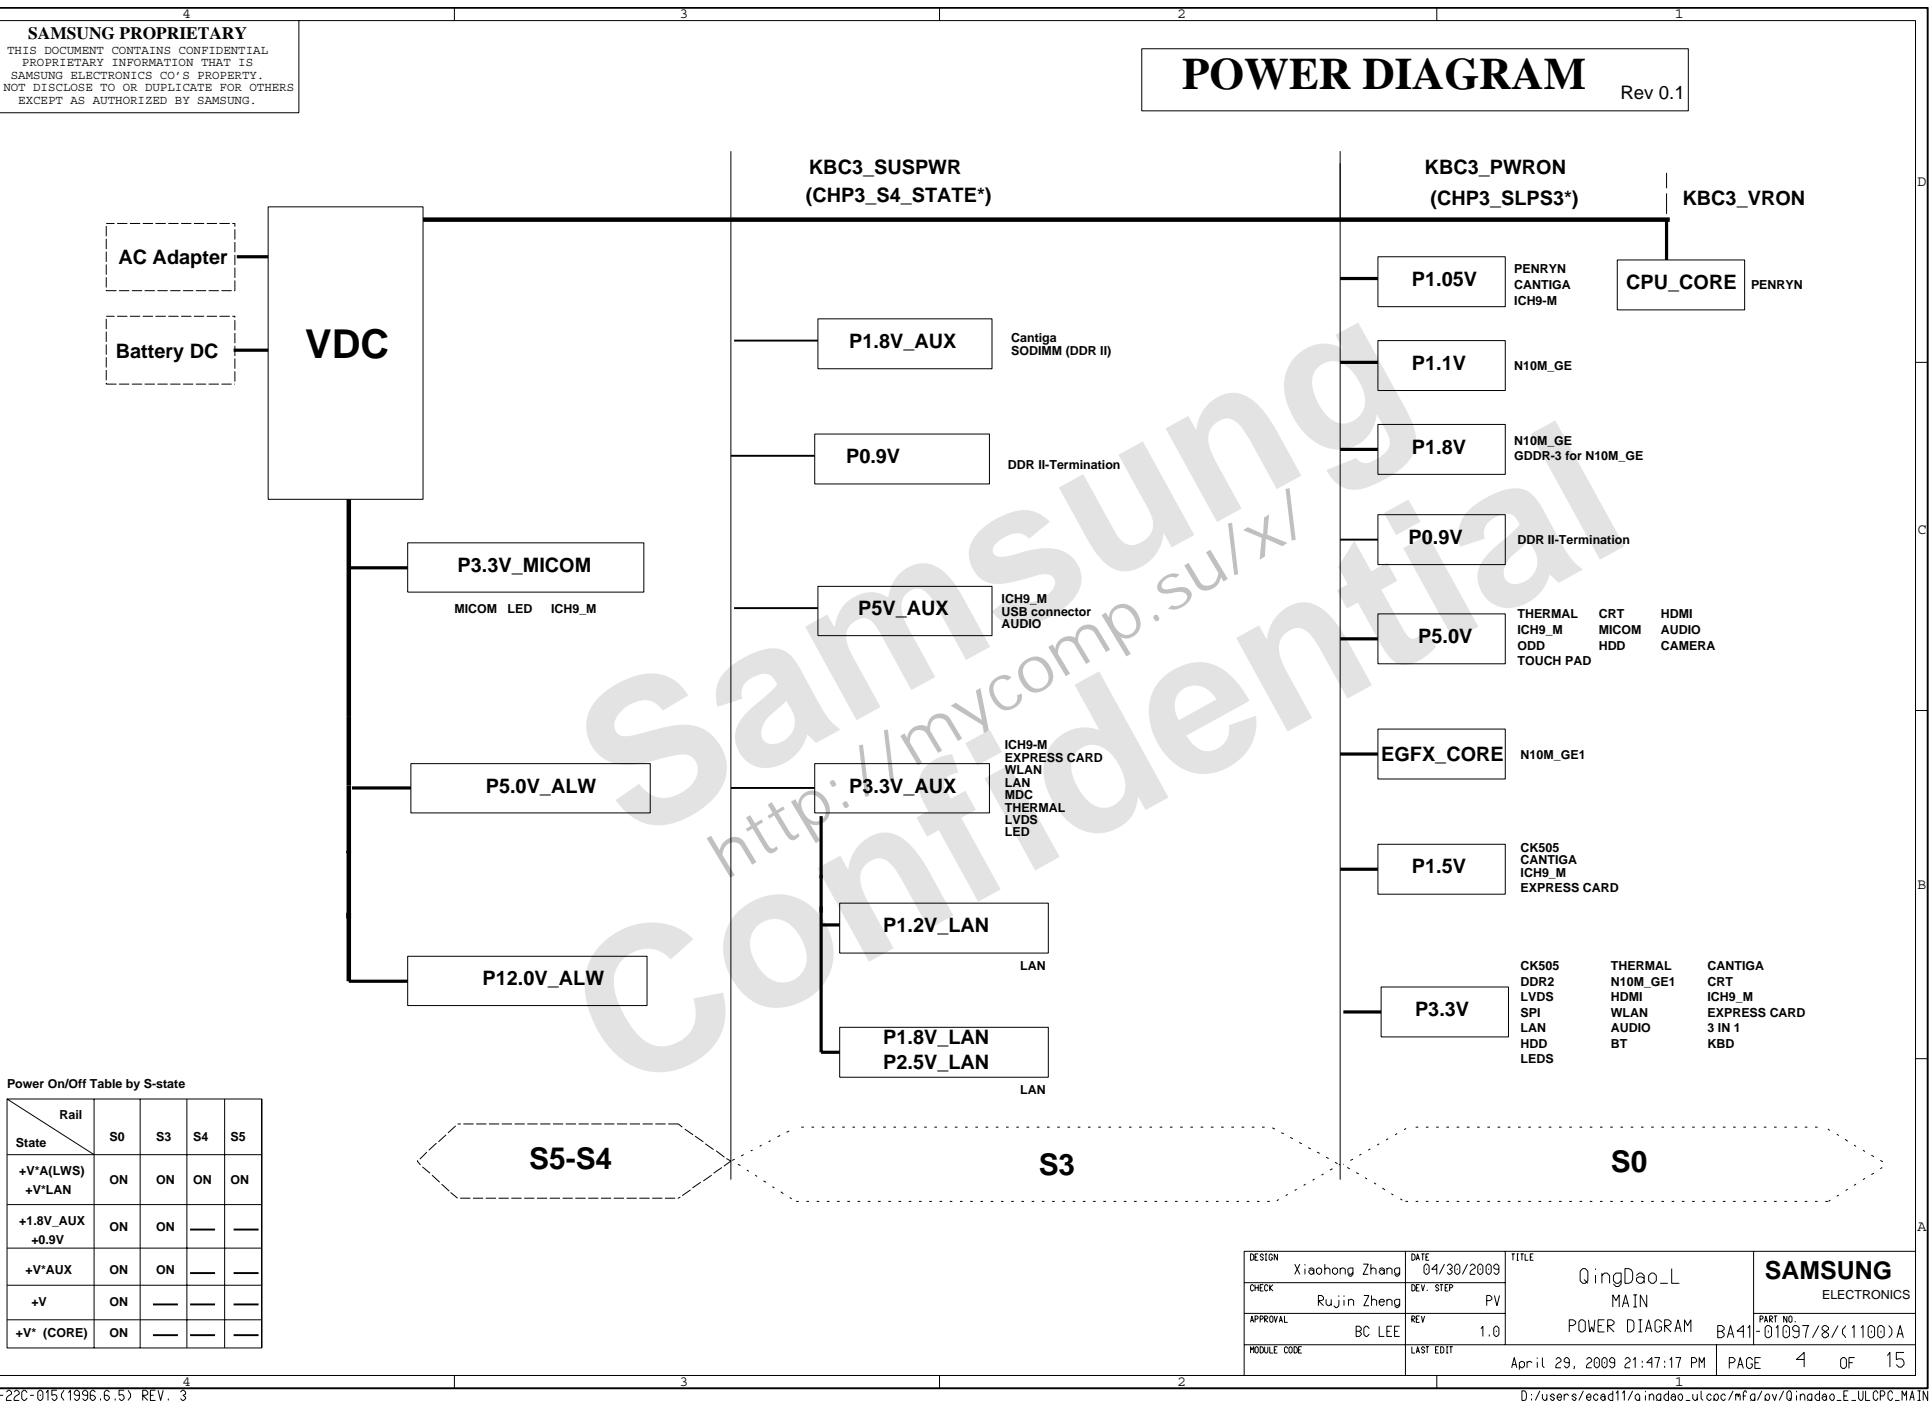 4 3 2 1
SAMSUNG PROPRIETARY
THIS DOCUMENT CONTAINS CONFIDENTIAL
PROPRIETARY INFORMATION THAT IS
SAMSUNG ELECTRONICS CO'S PROPERTY.
NOT DISCLOSE TO OR DUPLICATE FOR OTHERS
EXCEPT AS AUTHORIZED BY SAMSUNG.
POWER DIAGRAM Rev 0.1
KBC3_SUSPWR
(CHP3_S4_STATE*)
KBC3_PWRON
(CHP3_SLPS3*)
KBC3_VRON
D
AC Adapter
Battery DC
VDC
P3.3V_MICOM
MICOM LED ICH9_M
P5.0V_ALW
P12.0V_ALW
P1.8V_AUX
Cantiga
SODIMM (DDR II)
P0.9V
DDR II-Termination
P5V_AUX
ICH9_M
USB connector
AUDIO
P3.3V_AUX
ICH9-M
EXPRESS CARD
WLAN
LAN
MDC
THERMAL
LVDS
LED
P1.2V_LAN
LAN
P1.8V_LAN
P2.5V_LAN
LAN
P1.05V
PENRYN
CANTIGA
ICH9-M
CPU_CORE
PENRYN
P1.1V
N10M_GE
P1.8V
N10M_GE
GDDR-3 for N10M_GE
P0.9V
DDR II-Termination
C
P5.0V
THERMAL CRT HDMI
ICH9_M MICOM AUDIO
ODD HDD CAMERA
TOUCH PAD
EGFX_CORE
N10M_GE1
P1.5V
CK505
CANTIGA
ICH9_M
EXPRESS CARD
B
P3.3V
CK505 THERMAL CANTIGA
DDR2 N10M_GE1 CRT
LVDS HDMI ICH9_M
SPI WLAN EXPRESS CARD
LAN AUDIO 3 IN 1
HDD BT KBD
LEDS
Samsung
Confidential
http://mycomp.su/x/
Power On/Off Table by S-state
Rail
State S0 S3 S4 S5
+V*A(LWS)
+V*LAN ON ON ON ON
+1.8V_AUX
+0.9V ON ON — —
+V*AUX ON ON — —
+V ON — — —
+V* (CORE) ON — — —
S5-S4 S3 S0
A
DESIGN Xiaohong Zhang DATE 04/30/2009 TITLE QingDao_L
MAIN
POWER DIAGRAM
SAMSUNG
ELECTRONICS
CHECK Rujin Zheng DEV. STEP PV
APPROVAL BC LEE REV 1.0
PART NO. BA41-01097/8/(1100)A
MODULE CODE LAST EDIT April 29, 2009 21:47:17 PM PAGE 4 OF 15
4 3 2 1
-22C-015(1996.6.5) REV. 3
D:/users/ecad11/qingdao_ulcpc/mfg/pv/Qingdao_E_ULCPC_MAIN